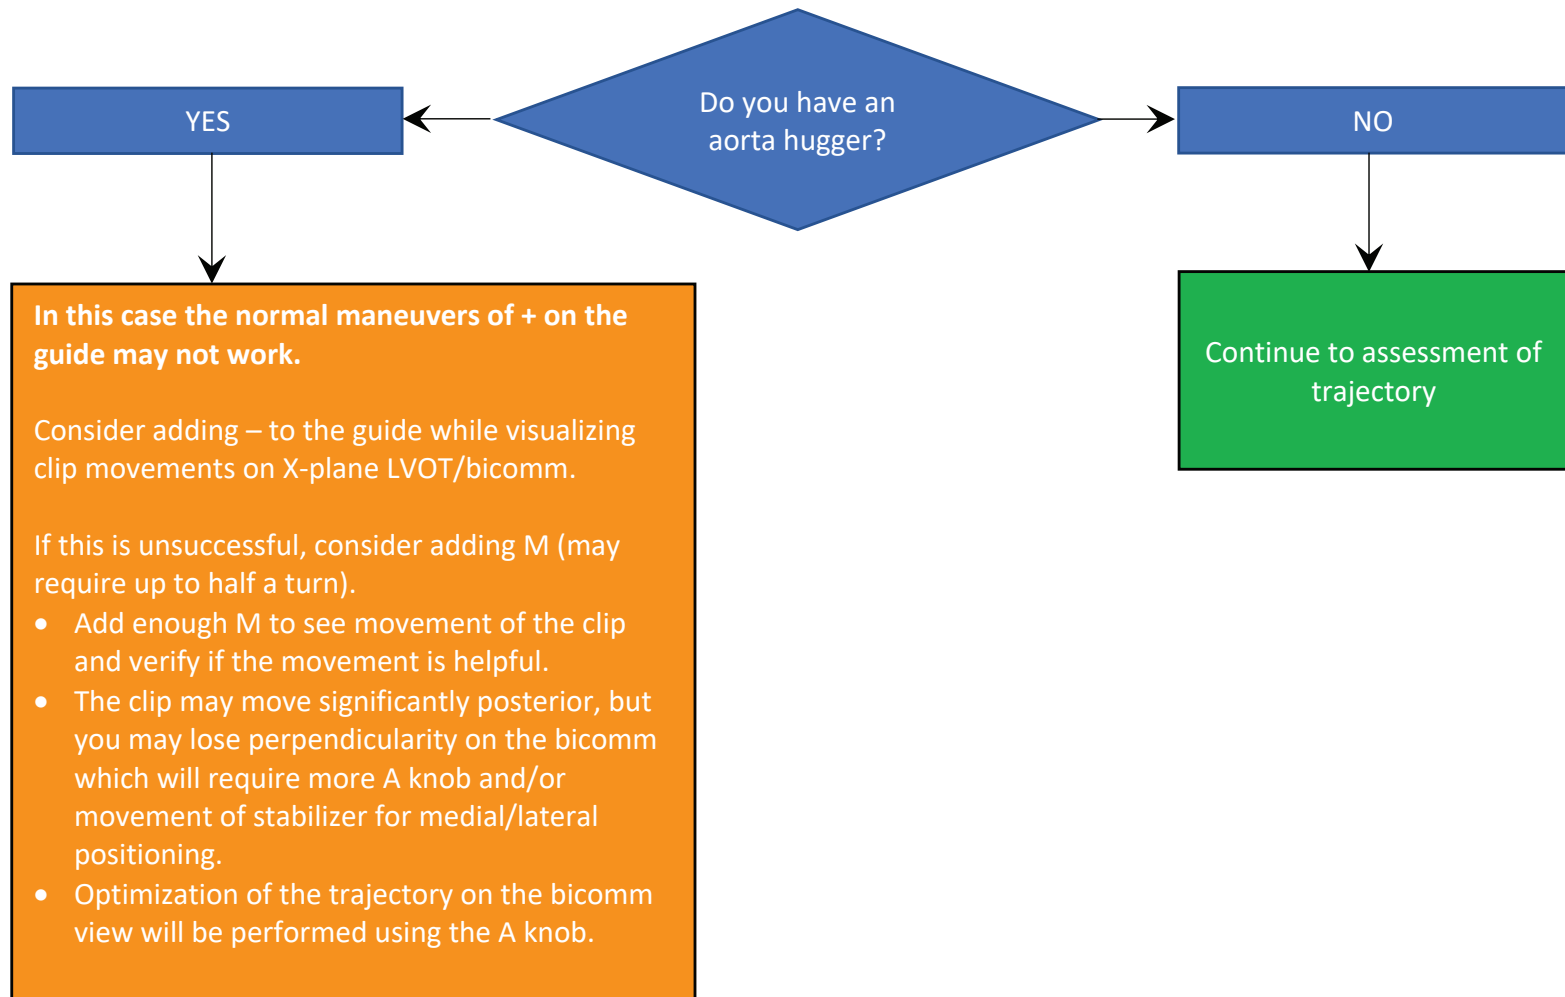 Do you have an
aorta hugger?
YES
NO
In this case the normal maneuvers of + on the
guide may not work.
Consider adding – to the guide while visualizing
clip movements on X-plane LVOT/bicomm.
If this is unsuccessful, consider adding M (may
require up to half a turn).
• Add enough M to see movement of the clip
and verify if the movement is helpful.
• The clip may move significantly posterior, but
you may lose perpendicularity on the bicomm
which will require more A knob and/or
movement of stabilizer for medial/lateral
positioning.
• Optimization of the trajectory on the bicomm
view will be performed using the A knob.
Continue to assessment of
trajectory